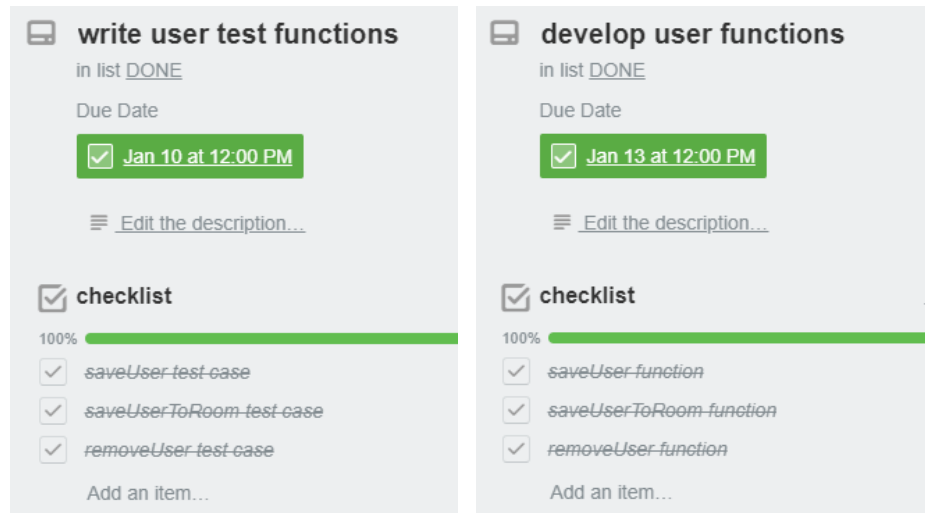 write user test functions
in list DONE
Due Date
Jan 10 at 12:00 PM
Edit the description...
checklist
100%
saveUser test case
saveUserToRoom test case
removeUser test case
Add an item...
develop user functions
in list DONE
Due Date
Jan 13 at 12:00 PM
Edit the description...
checklist
100%
saveUser function
saveUserToRoom function
removeUser function
Add an item...